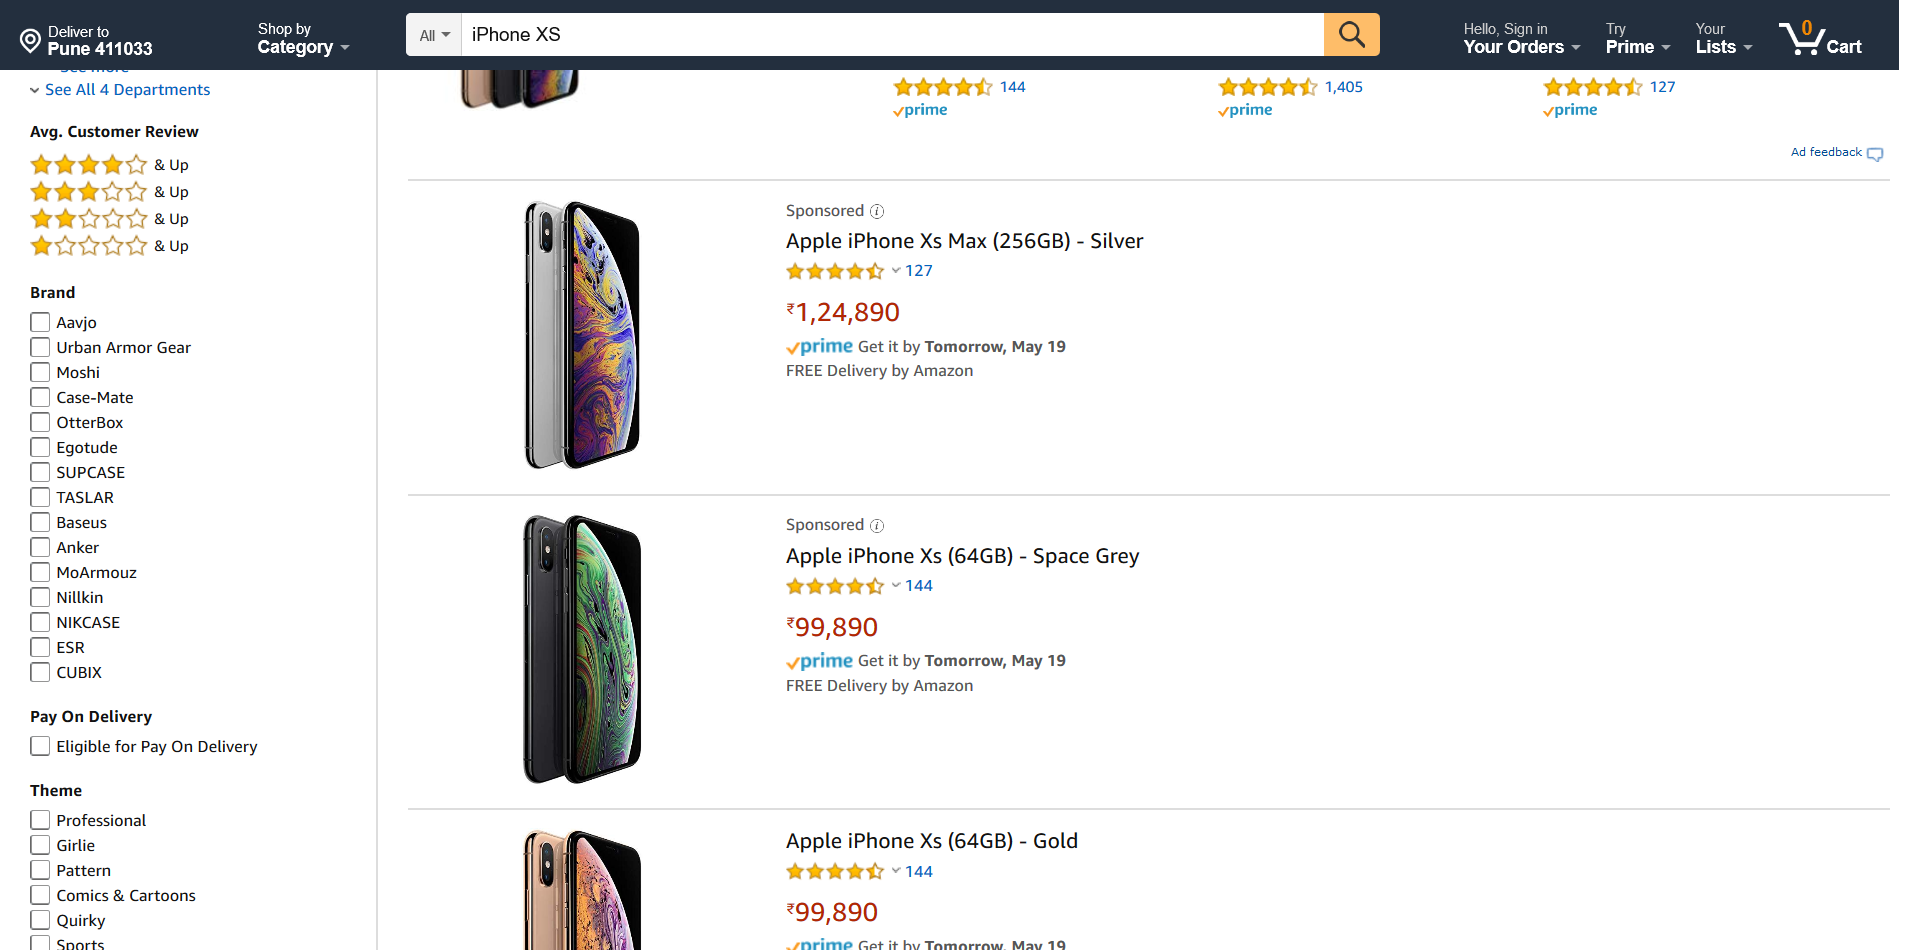 Deliver to
Pune 411033
Shop by
Category
All
iPhone XS
Hello, Sign in
Your Orders
Try
Prime
Your
Lists
0
Cart
See more
See All 4 Departments
Avg. Customer Review
& Up
& Up
& Up
& Up
Brand
Aavjo
Urban Armor Gear
Moshi
Case-Mate
OtterBox
Egotude
SUPCASE
TASLAR
Baseus
Anker
MoArmouz
Nillkin
NIKCASE
ESR
CUBIX
Pay On Delivery
Eligible for Pay On Delivery
Theme
Professional
Girlie
Pattern
Comics & Cartoons
Quirky
Sports
144
prime
1,405
prime
127
prime
Ad feedback
Sponsored
Apple iPhone Xs Max (256GB) - Silver
127
₹1,24,890
prime Get it by Tomorrow, May 19
FREE Delivery by Amazon
Sponsored
Apple iPhone Xs (64GB) - Space Grey
144
₹99,890
prime Get it by Tomorrow, May 19
FREE Delivery by Amazon
Apple iPhone Xs (64GB) - Gold
144
₹99,890
prime Get it by Tomorrow, May 19